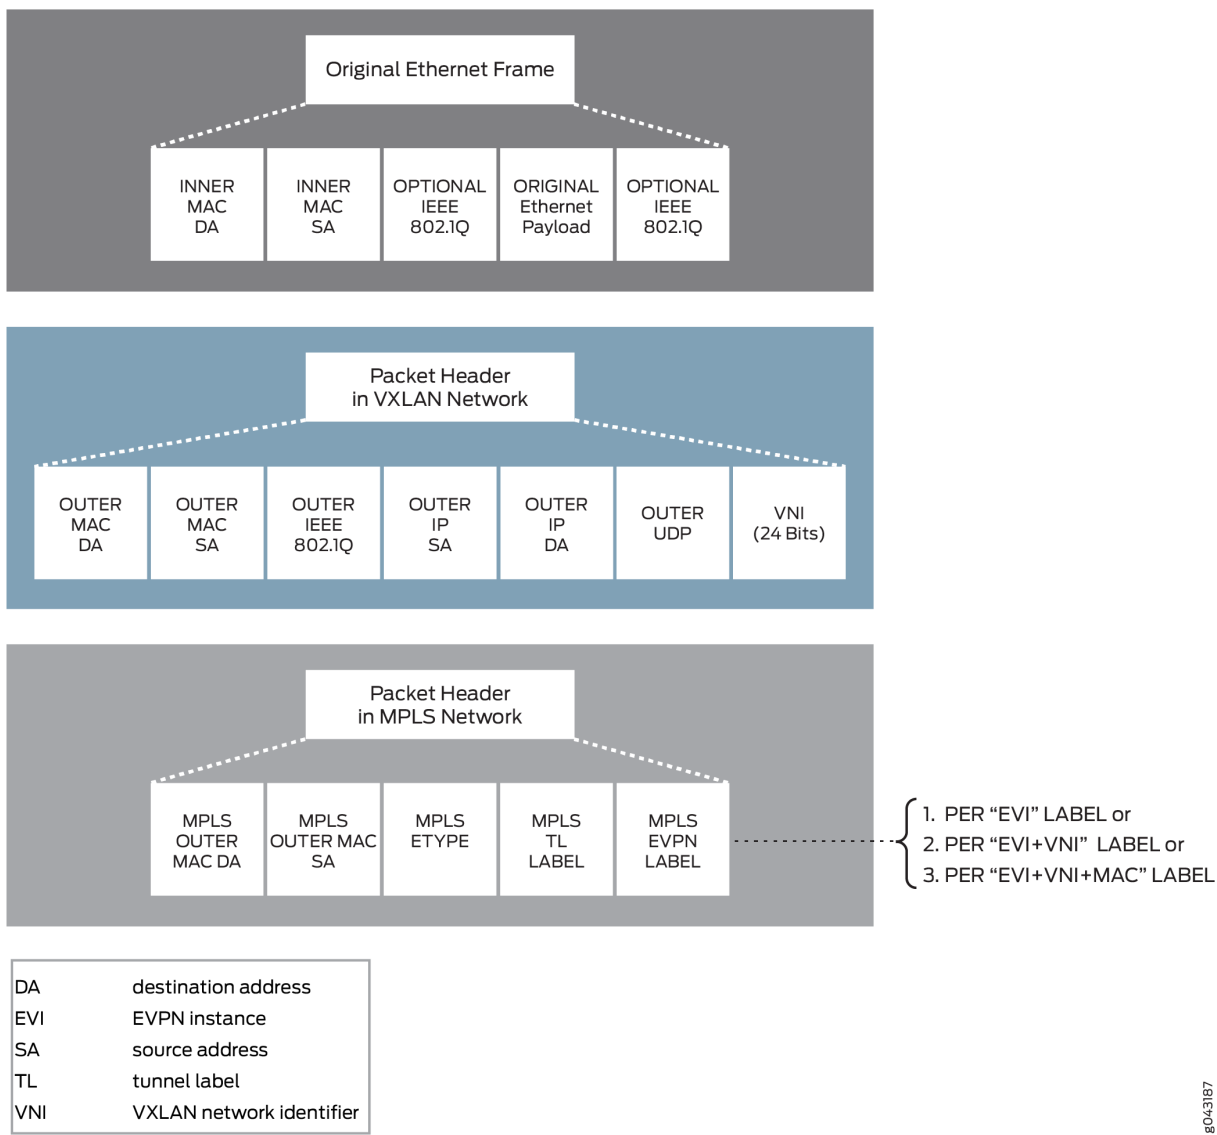 Original Ethernet Frame
INNER
MAC
DA
INNER
MAC
SA
OPTIONAL
IEEE
802.1Q
ORIGINAL
Ethernet
Payload
OPTIONAL
IEEE
802.1Q
Packet Header
in VXLAN Network
OUTER
MAC
DA
OUTER
MAC
SA
OUTER
IEEE
802.1Q
OUTER
IP
SA
OUTER
IP
DA
OUTER
UDP
VNI
(24 Bits)
Packet Header
in MPLS Network
MPLS
OUTER
MAC DA
MPLS
OUTER MAC
SA
MPLS
ETYPE
MPLS
TL
LABEL
MPLS
EVPN
LABEL
1. PER “EVI” LABEL or
2. PER “EVI+VNI” LABEL or
3. PER “EVI+VNI+MAC” LABEL
DA destination address
EVI EVPN instance
SA source address
TL tunnel label
VNI VXLAN network identifier
g043187